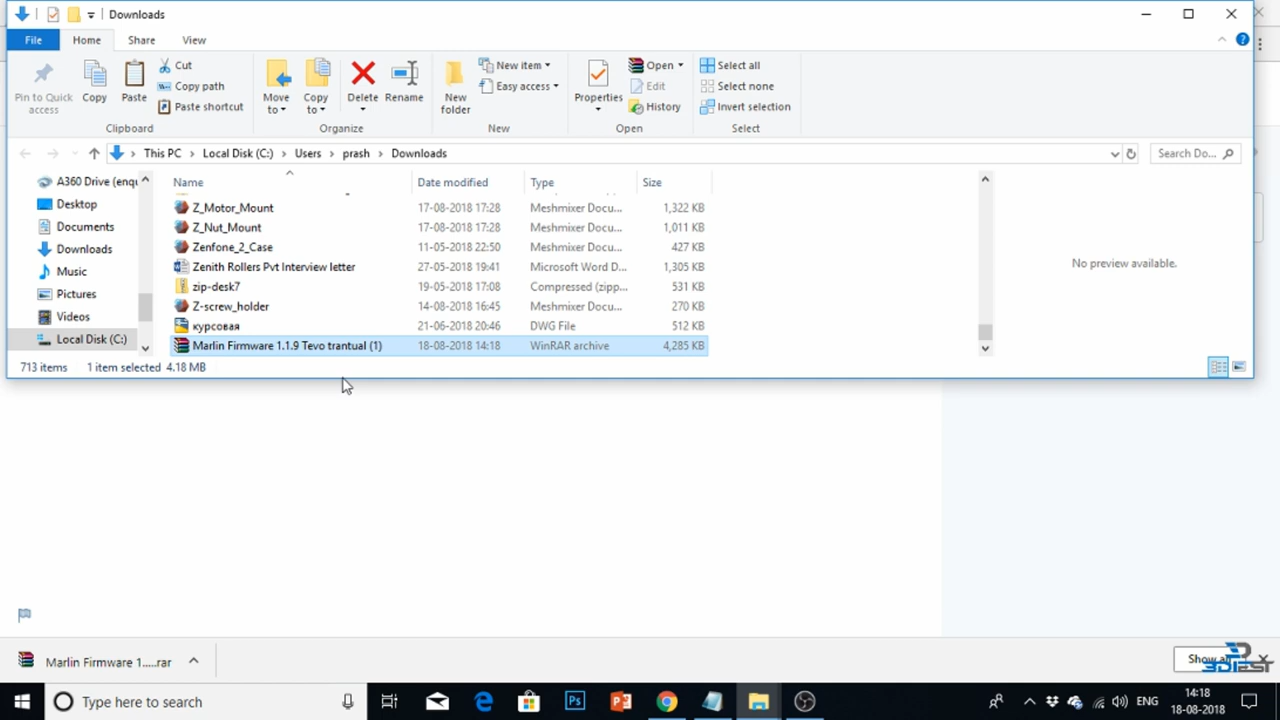 Downloads
File Home Share View
Pin to Quick access
Copy
Paste
Cut
Copy path
Paste shortcut
Clipboard
Move to
Copy to
Delete
Rename
Organize
New folder
New item
Easy access
New
Properties
Open
Edit
History
Open
Select all
Select none
Invert selection
Select
This PC > Local Disk (C:) > Users > prash > Downloads
Search Do...
A360 Drive (enqu
Desktop
Documents
Downloads
Music
Pictures
Videos
Local Disk (C:)
Name Date modified Type Size
Z_Motor_Mount 17-08-2018 17:28 Meshmixer Docu... 1,322 KB
Z_Nut_Mount 17-08-2018 17:28 Meshmixer Docu... 1,011 KB
Zenfone_2_Case 11-05-2018 22:50 Meshmixer Docu... 427 KB
Zenith Rollers Pvt Interview letter 27-05-2018 19:41 Microsoft Word D... 1,305 KB
zip-desk7 19-05-2018 17:08 Compressed (zipp... 531 KB
Z-screw_holder 14-08-2018 16:45 Meshmixer Docu... 270 KB
курсовая 21-06-2018 20:46 DWG File 512 KB
Marlin Firmware 1.1.9 Tevo trantual (1) 18-08-2018 14:18 WinRAR archive 4,285 KB
No preview available.
713 items 1 item selected 4.18 MB
Marlin Firmware 1.....rar
Show
Type here to search
ENG
14:18
18-08-2018